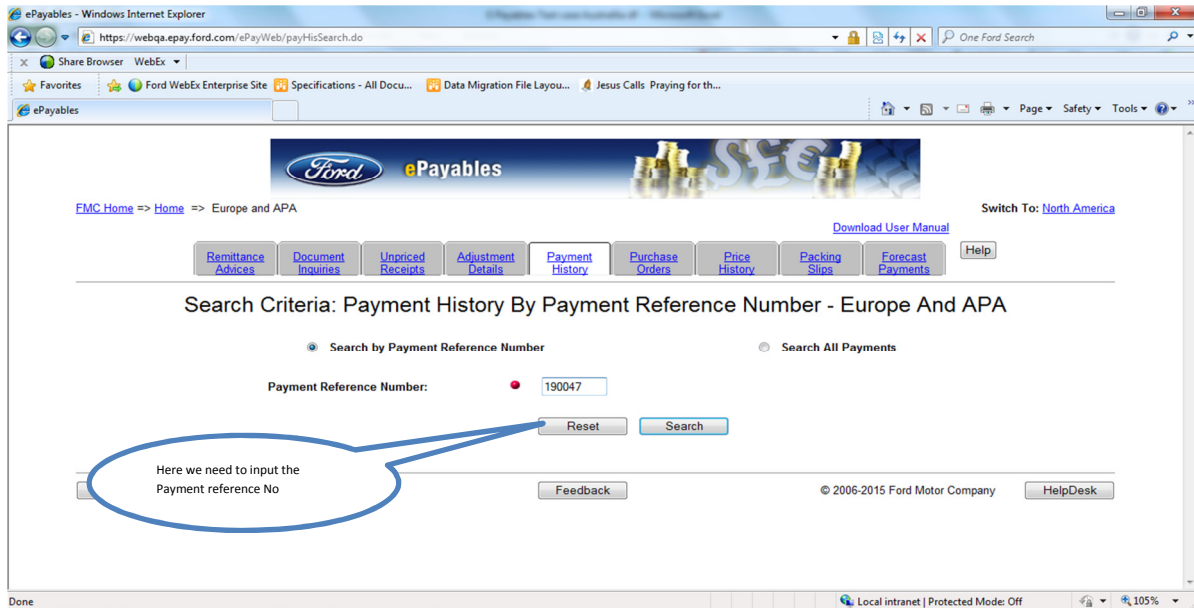 ePayables - Windows Internet Explorer
https://webqa.epay.ford.com/ePayWeb/payHisSearch.do
One Ford Search
x Share Browser WebEx
Favorites Ford WebEx Enterprise Site Specifications - All Docu... Data Migration File Layou... Jesus Calls Praying for th...
ePayables
Page Safety Tools
Ford ePayables
FMC Home => Home => Europe and APA
Switch To: North America
Download User Manual
Remittance Advices
Document Inquiries
Unpriced Receipts
Adjustment Details
Payment History
Purchase Orders
Price History
Packing Slips
Forecast Payments
Help
Search Criteria: Payment History By Payment Reference Number - Europe And APA
Search by Payment Reference Number
Search All Payments
Payment Reference Number: 190047
Reset Search
Here we need to input the
Payment reference No
Feedback
© 2006-2015 Ford Motor Company
HelpDesk
Done
Local intranet | Protected Mode: Off
105%